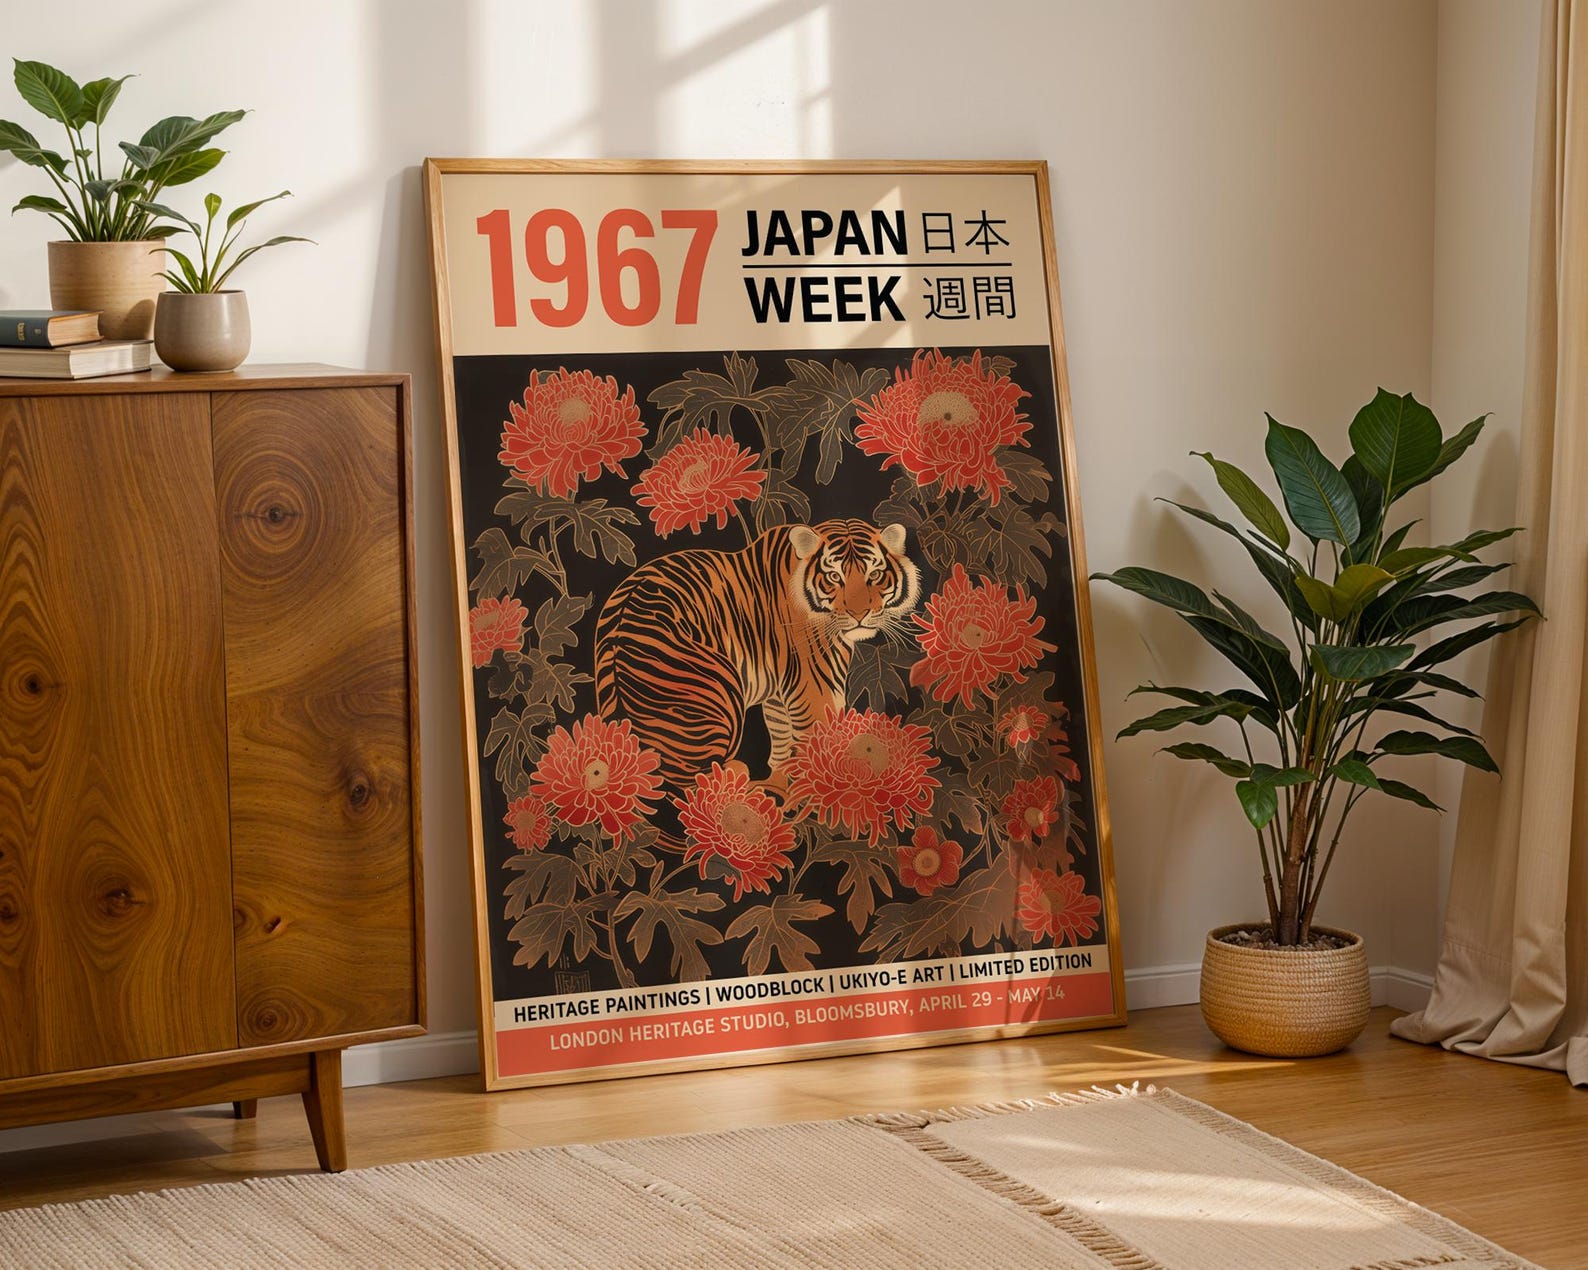 1967
JAPAN 日本
WEEK 週間
HERITAGE PAINTINGS | WOODBLOCK | UKIYO-E ART | LIMITED EDITION
LONDON HERITAGE STUDIO, BLOOMSBURY, APRIL 29 - MAY 14